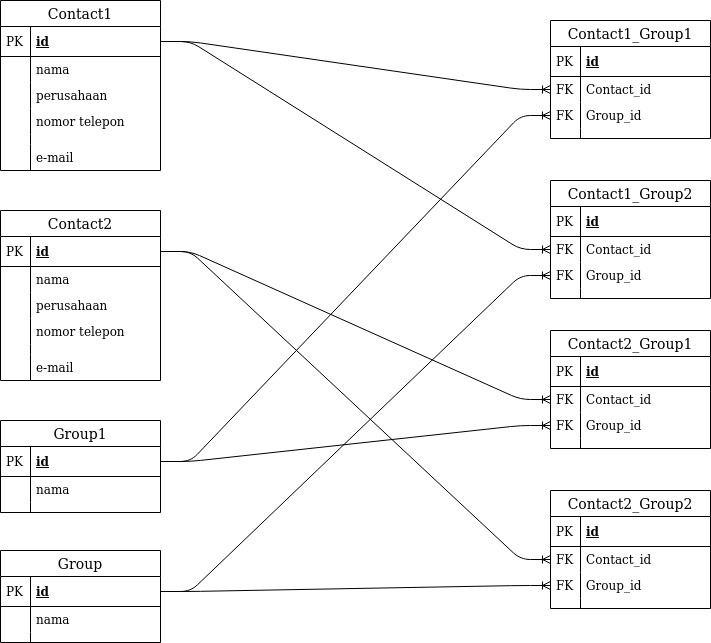 Contact1
PK id
nama
perusahaan
nomor telepon
e-mail
Contact2
PK id
nama
perusahaan
nomor telepon
e-mail
Group1
PK id
nama
Group
PK id
nama
Contact1_Group1
PK id
FK Contact_id
FK Group_id
Contact1_Group2
PK id
FK Contact_id
FK Group_id
Contact2_Group1
PK id
FK Contact_id
FK Group_id
Contact2_Group2
PK id
FK Contact_id
FK Group_id